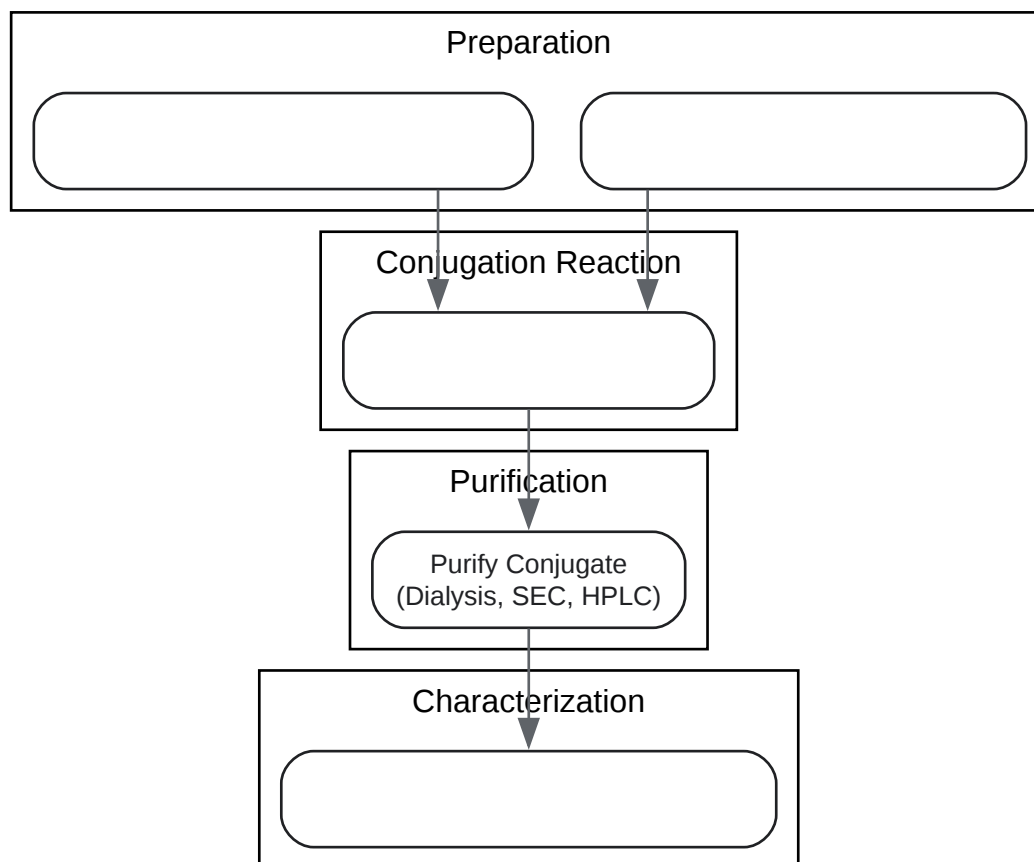 Preparation
Conjugation Reaction
Purification
Purify Conjugate
(Dialysis, SEC, HPLC)
Characterization